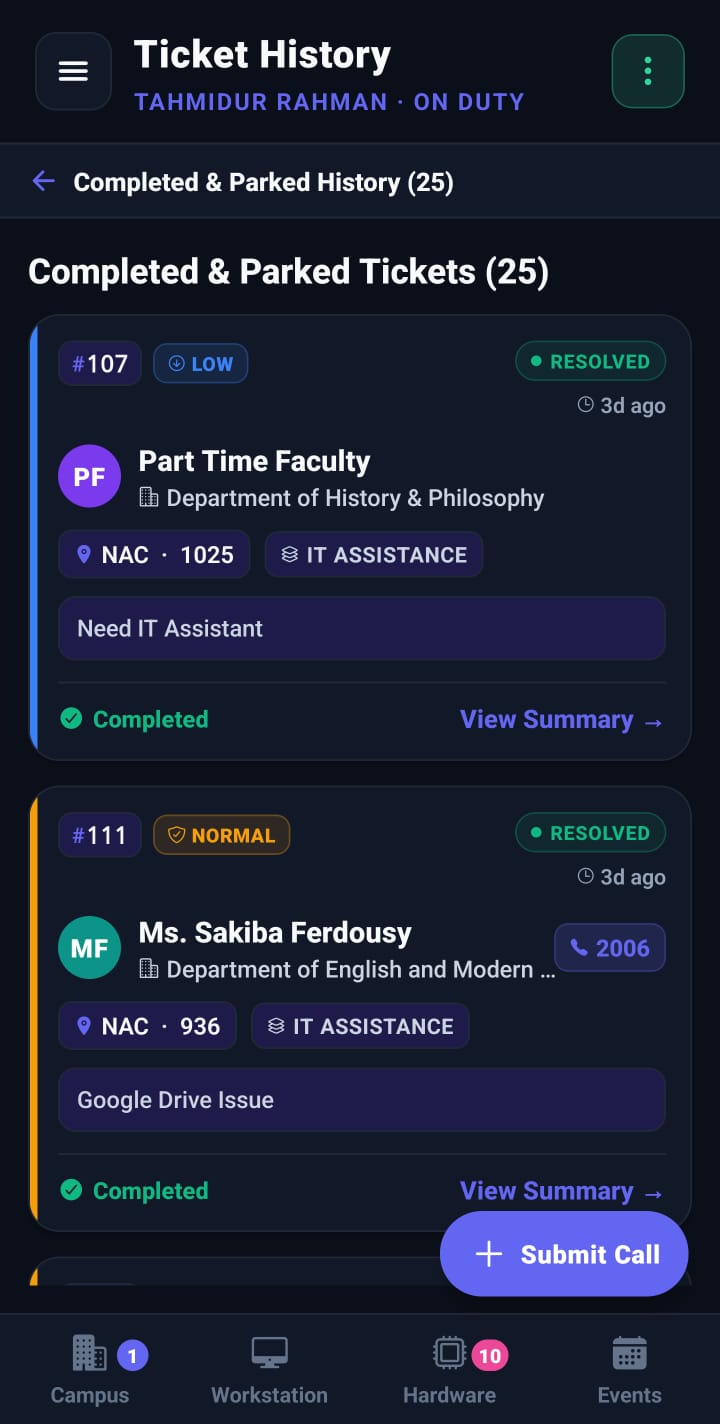 Ticket History
TAHMIDUR RAHMAN · ON DUTY
← Completed & Parked History (25)
Completed & Parked Tickets (25)
#107 LOW RESOLVED
3d ago
PF Part Time Faculty
Department of History & Philosophy
NAC · 1025 IT ASSISTANCE
Need IT Assistant
Completed View Summary →
#111 NORMAL RESOLVED
3d ago
MF Ms. Sakiba Ferdousy
Department of English and Modern ... 2006
NAC · 936 IT ASSISTANCE
Google Drive Issue
Completed View Summary →
+ Submit Call
1 10
Campus Workstation Hardware Events